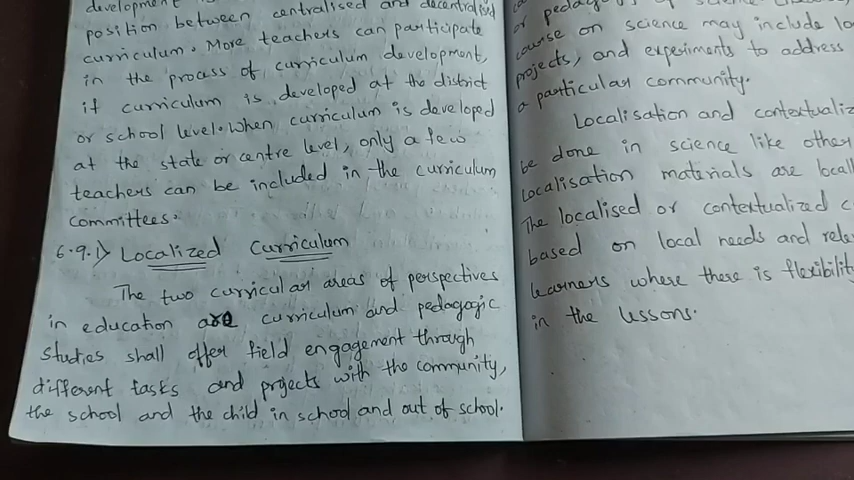 development
position between centralised and decentralised
curriculum. More teachers can participate
in the process of curriculum development,
if curriculum is developed at the district
or school level. When curriculum is developed
at the state or centre level, only a few
teachers can be included in the curriculum
committees.
6.9.1) Localized Curriculum
The two curricular areas of perspectives
in education are curriculum and pedagogic
studies shall offer field engagement through
different tasks and projects with the community,
the school and the child in school and out of school.
course on science may include
projects, and experiments to address
a particular community.
Localisation and
be done in science like other
localisation materials are
The localised or contextualized
based on local needs and
learners where there is flexibility
in the lessons.